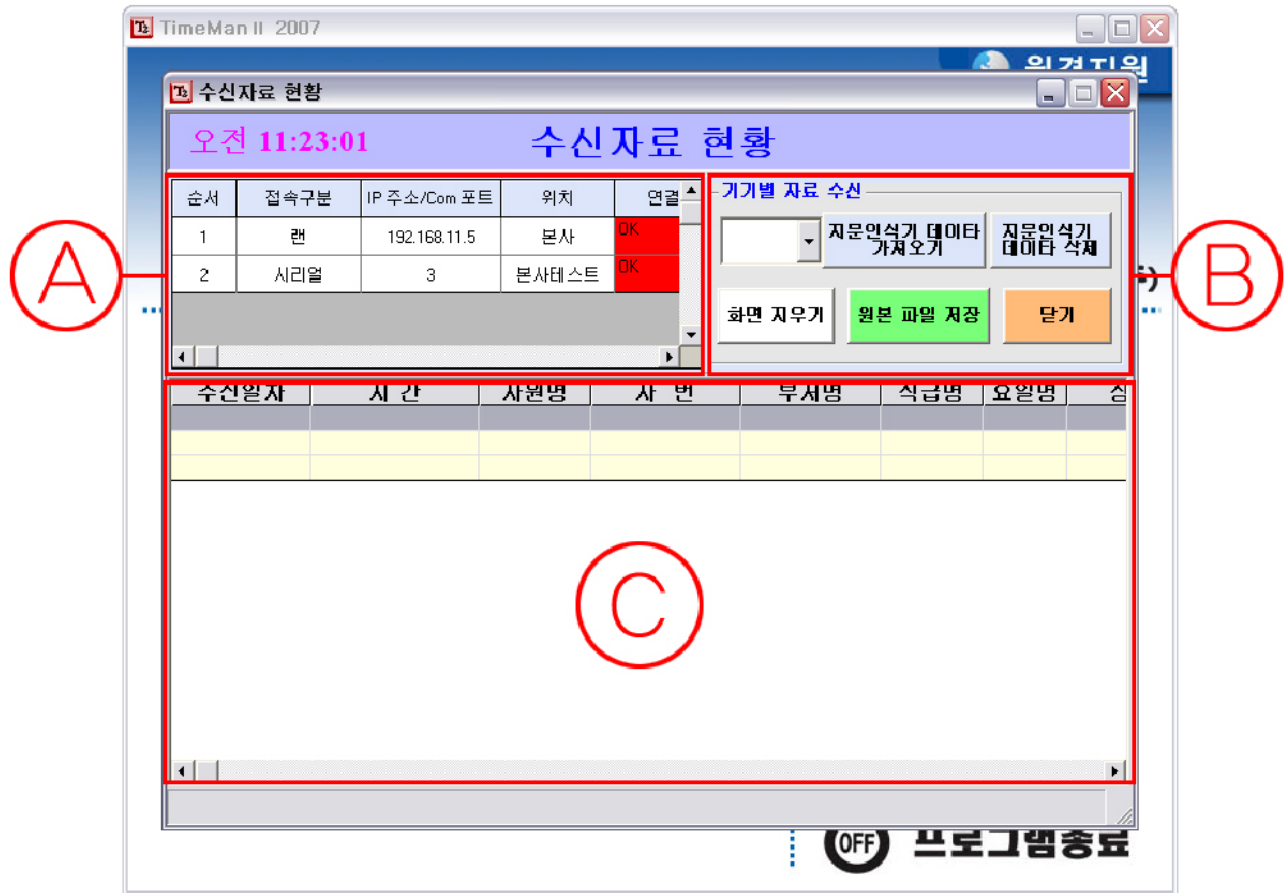 TimeMan II 2007
원격지원
수신자료 현황
오전 11:23:01
수신자료 현황
순서 접속구분 IP 주소/Com 포트 위치 연결
1 랜 192.168.11.5 본사 OK
2 시리얼 3 본사테스트 OK
기기별 자료 수신
지문인식기 데이타
가져오기
지문인식기
데이타 삭제
화면 지우기
원본 파일 저장
닫기
A
B
수신일자 시 간 사원명 사 번 부서명 직급명 요일명
C
OFF 프로그램종료